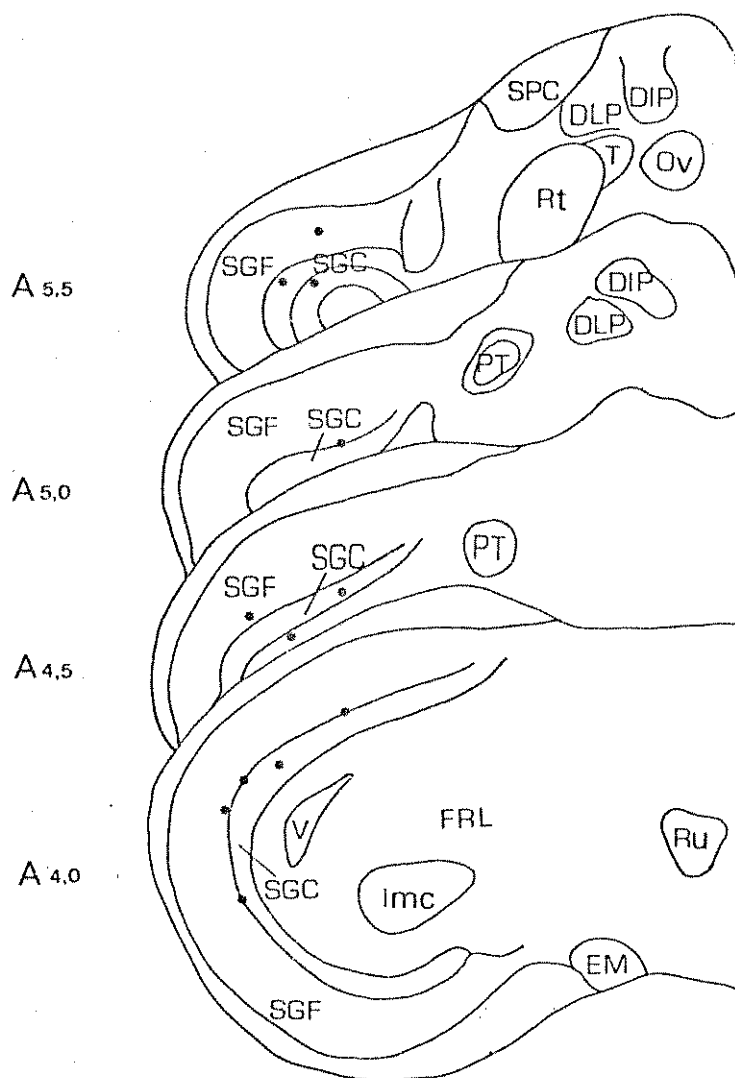 SPC
DLP
DIP
T
Ov
Rt
SGF
SGC
A 5,5
DIP
DLP
PT
SGF
SGC
A 5,0
SGC
PT
SGF
A 4,5
V
FRL
Ru
A 4,0
SGC
Imc
EM
SGF